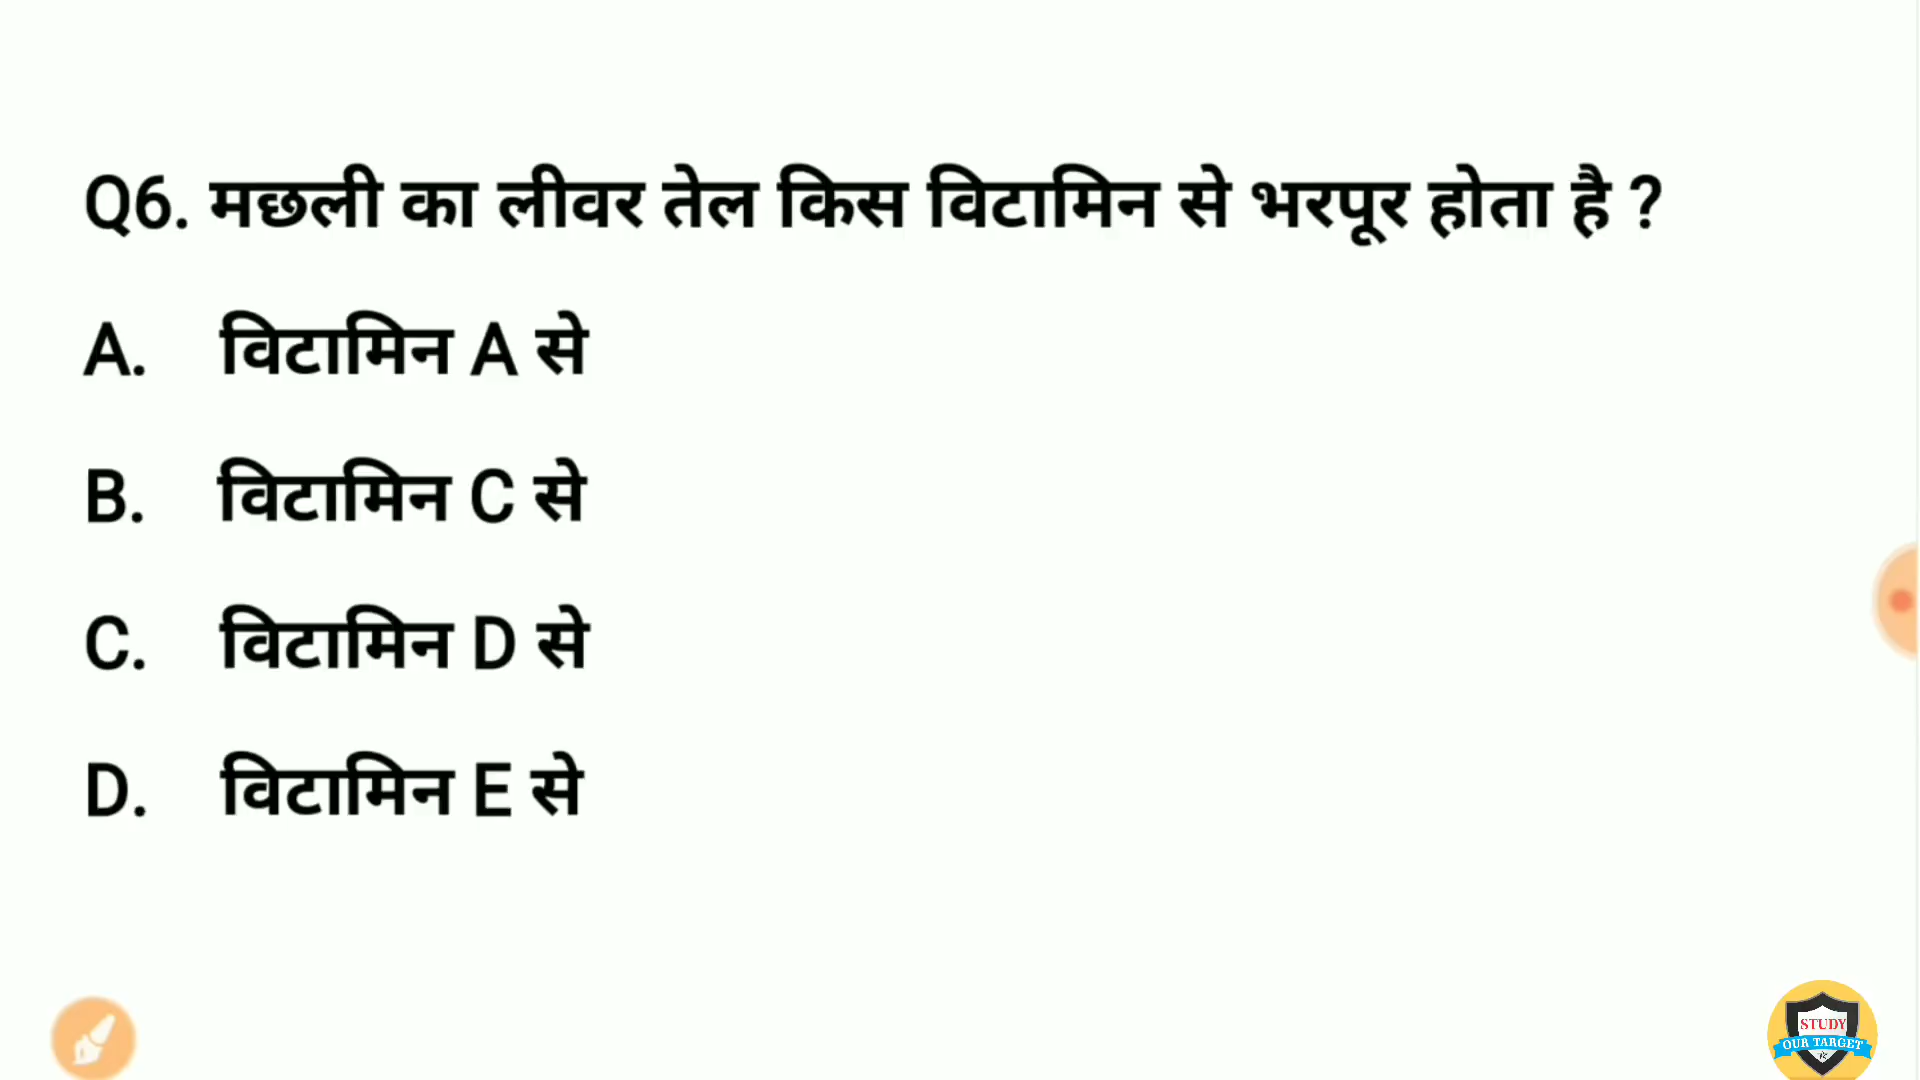 Q6. मछली का लीवर तेल किस विटामिन से भरपूर होता है ?
A. विटामिन A से
B. विटामिन C से
C. विटामिन D से
D. विटामिन E से
STUDY
OUR TARGET